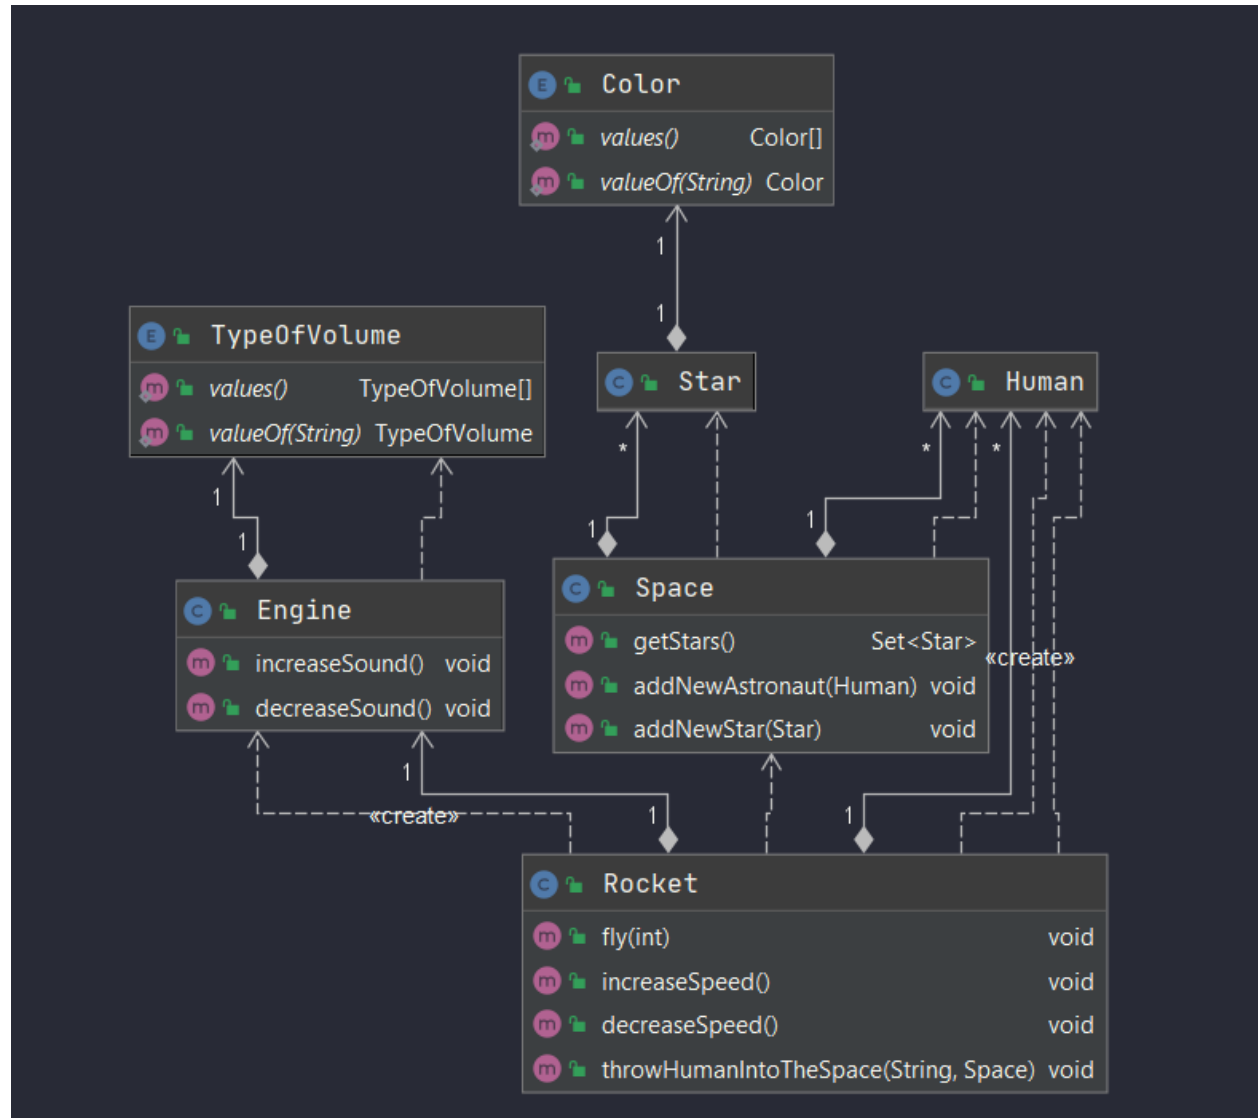 Color
values() Color[]
valueOf(String) Color
1
1
TypeOfVolume
values() TypeOfVolume[]
valueOf(String) TypeOfVolume
Star
Human
*
*
*
1
1
1
1
Engine
increaseSound() void
decreaseSound() void
Space
getStars() Set<Star>
addNewAstronaut(Human) void
addNewStar(Star) void
«create»
1
«create»
1
1
Rocket
fly(int) void
increaseSpeed() void
decreaseSpeed() void
throwHumanIntoTheSpace(String, Space) void